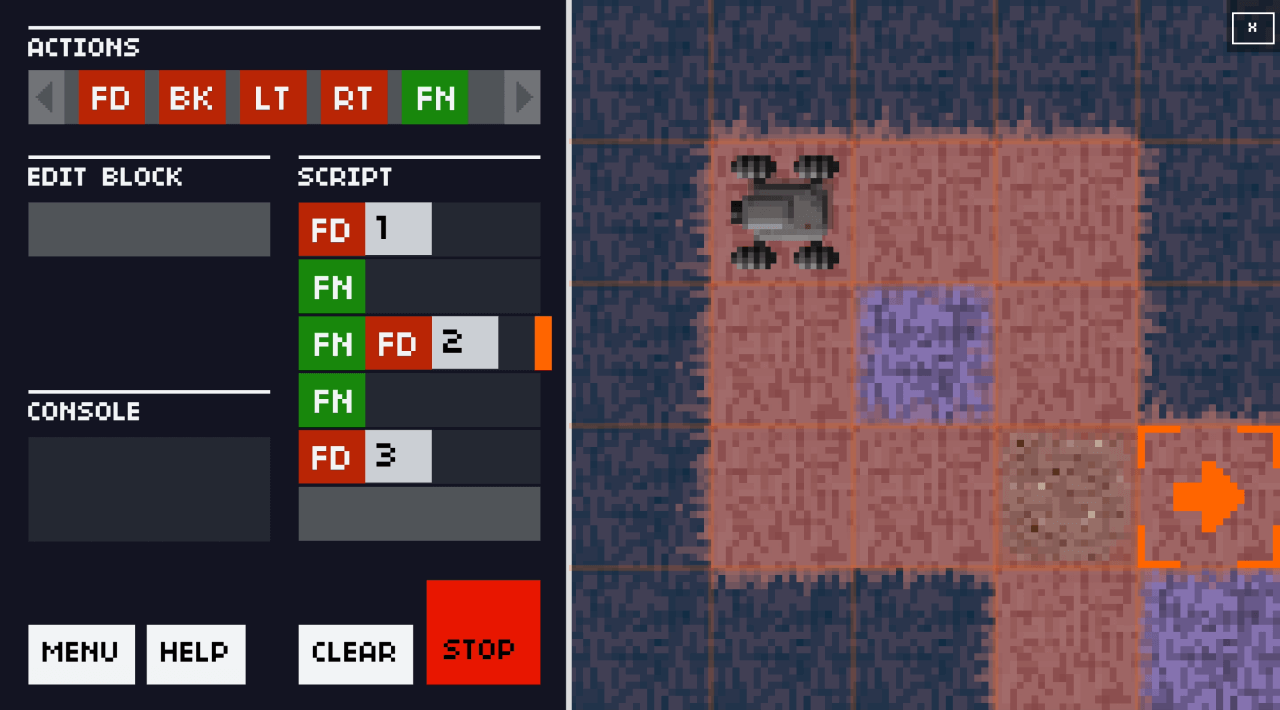 X
ACTIONS
FD BK LT RT FN
EDIT BLOCK
SCRIPT
FD 1
FN
FN FD 2
FN
FD 3
CONSOLE
MENU HELP CLEAR STOP